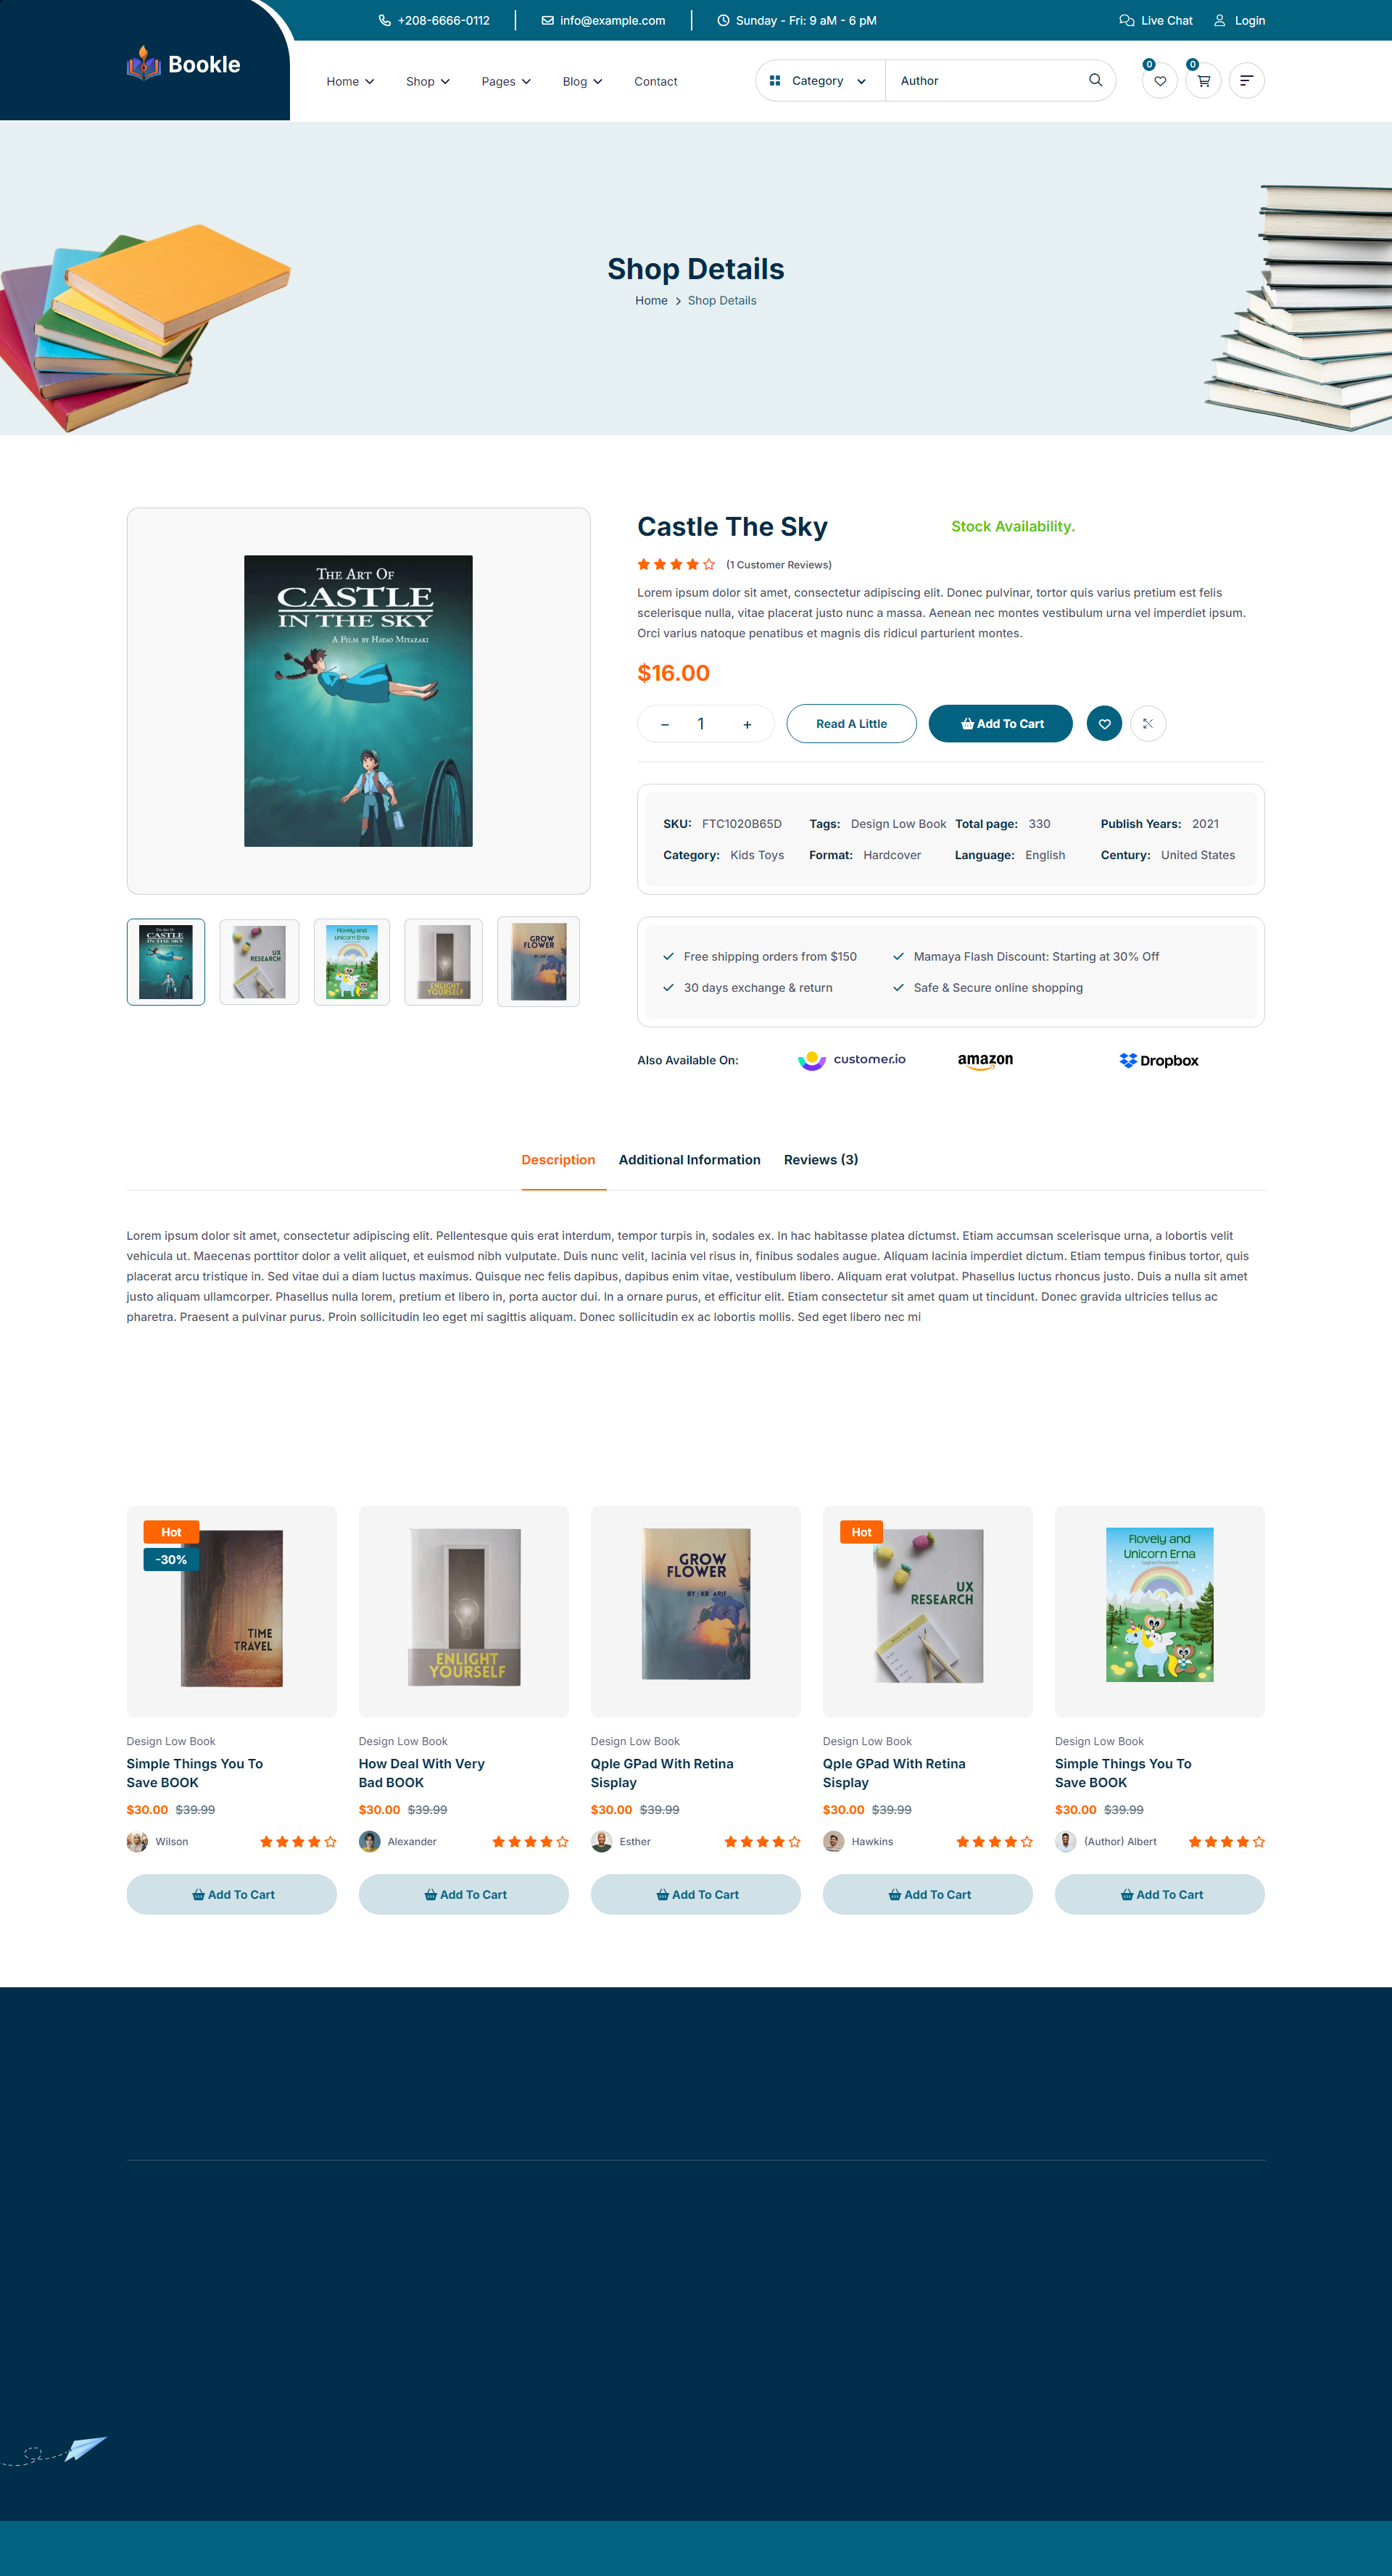 +208-6666-0112
info@example.com
Sunday - Fri: 9 aM - 6 pM
Live Chat
Login
Bookle
Home
Shop
Pages
Blog
Contact
Category
Author
0
0
Shop Details
Home > Shop Details
THE ART OF
CASTLE
IN THE SKY
A FILM BY HAYAO MIYAZAKI
Castle The Sky
Stock Availability.
(1 Customer Reviews)
Lorem ipsum dolor sit amet, consectetur adipiscing elit. Donec pulvinar, tortor quis varius pretium est felis
scelerisque nulla, vitae placerat justo nunc a massa. Aenean nec montes vestibulum urna vel imperdiet ipsum.
Orci varius natoque penatibus et magnis dis ridicul parturient montes.
$16.00
− 1 +
Read A Little
Add To Cart
SKU: FTC1020B65D
Tags: Design Low Book
Total page: 330
Publish Years: 2021
Category: Kids Toys
Format: Hardcover
Language: English
Century: United States
THE ART OF
CASTLE
IN THE SKY
UX
RESEARCH
Flovely and
Unicorn Erna
ENLIGHT
YOURSELF
GROW
FLOWER
Free shipping orders from $150
Mamaya Flash Discount: Starting at 30% Off
30 days exchange & return
Safe & Secure online shopping
Also Available On:
customer.io
amazon
Dropbox
Description
Additional Information
Reviews (3)
Lorem ipsum dolor sit amet, consectetur adipiscing elit. Pellentesque quis erat interdum, tempor turpis in, sodales ex. In hac habitasse platea dictumst. Etiam accumsan scelerisque urna, a lobortis velit
vehicula ut. Maecenas porttitor dolor a velit aliquet, et euismod nibh vulputate. Duis nunc velit, lacinia vel risus in, finibus sodales augue. Aliquam lacinia imperdiet dictum. Etiam tempus finibus tortor, quis
placerat arcu tristique in. Sed vitae dui a diam luctus maximus. Quisque nec felis dapibus, dapibus enim vitae, vestibulum libero. Aliquam erat volutpat. Phasellus luctus rhoncus justo. Duis a nulla sit amet
justo aliquam ullamcorper. Phasellus nulla lorem, pretium et libero in, porta auctor dui. In a ornare purus, et efficitur elit. Etiam consectetur sit amet quam ut tincidunt. Donec gravida ultricies tellus ac
pharetra. Praesent a pulvinar purus. Proin sollicitudin leo eget mi sagittis aliquam. Donec sollicitudin ex ac lobortis mollis. Sed eget libero nec mi
Hot
-30%
TIME
TRAVEL
Design Low Book
Simple Things You To
Save BOOK
$30.00 $39.99
Wilson
Add To Cart
ENLIGHT
YOURSELF
Design Low Book
How Deal With Very
Bad BOOK
$30.00 $39.99
Alexander
Add To Cart
GROW
FLOWER
BY : KB ARIF
Design Low Book
Qple GPad With Retina
Sisplay
$30.00 $39.99
Esther
Add To Cart
Hot
UX
RESEARCH
Design Low Book
Qple GPad With Retina
Sisplay
$30.00 $39.99
Hawkins
Add To Cart
Flovely and
Unicorn Erna
Design Low Book
Simple Things You To
Save BOOK
$30.00 $39.99
(Author) Albert
Add To Cart